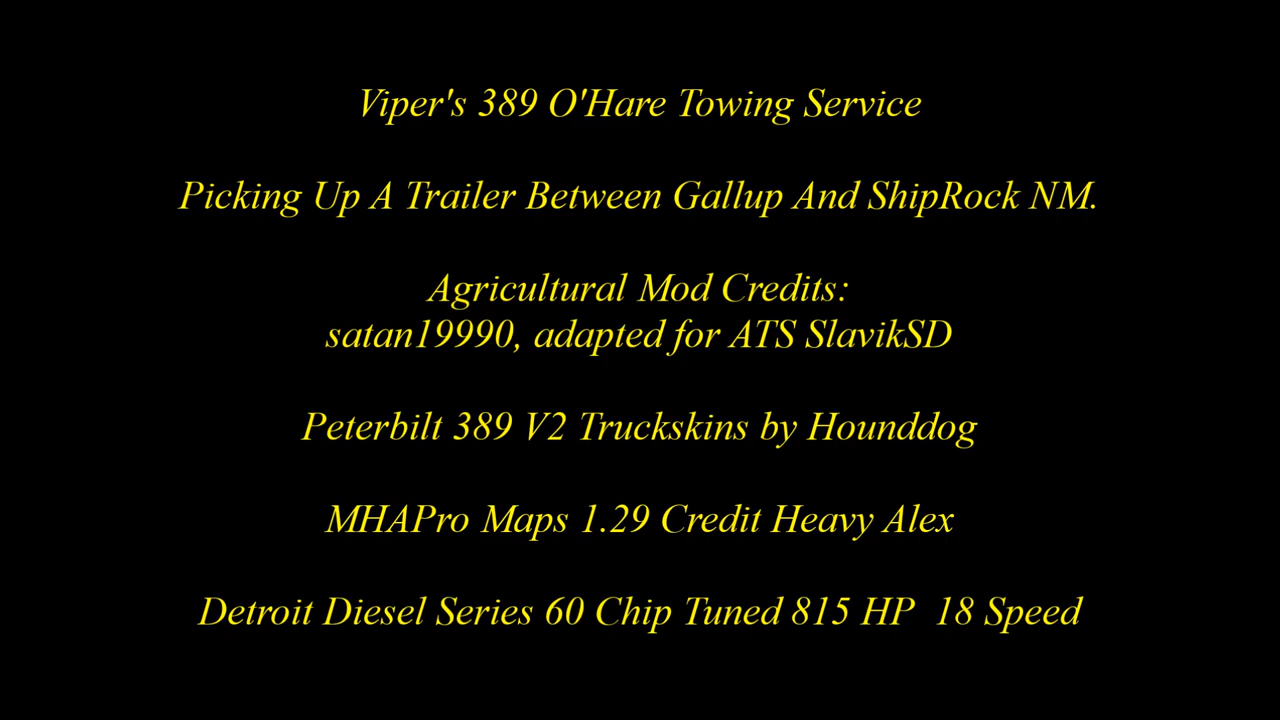 Viper's 389 O'Hare Towing Service
Picking Up A Trailer Between Gallup And ShipRock NM.
Agricultural Mod Credits:
satan19990, adapted for ATS SlavikSD
Peterbilt 389 V2 Truckskins by Hounddog
MHAPro Maps 1.29 Credit Heavy Alex
Detroit Diesel Series 60 Chip Tuned 815 HP  18 Speed